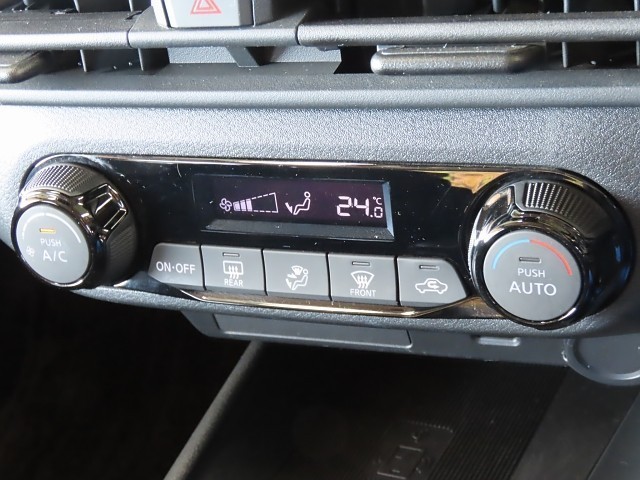 24.0 ℃
PUSH
A/C
ON·OFF
REAR
FRONT
PUSH
AUTO